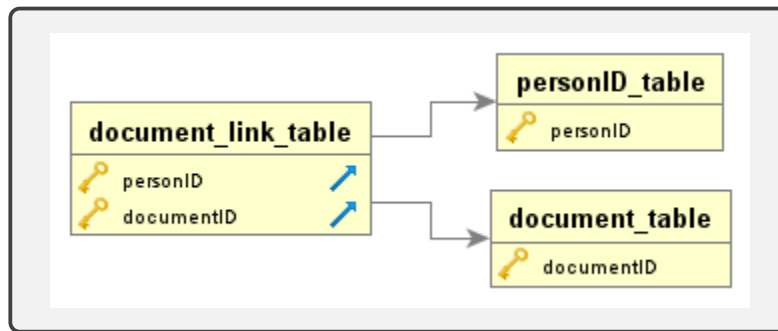 document_link_table
personID
documentID
personID_table
personID
document_table
documentID